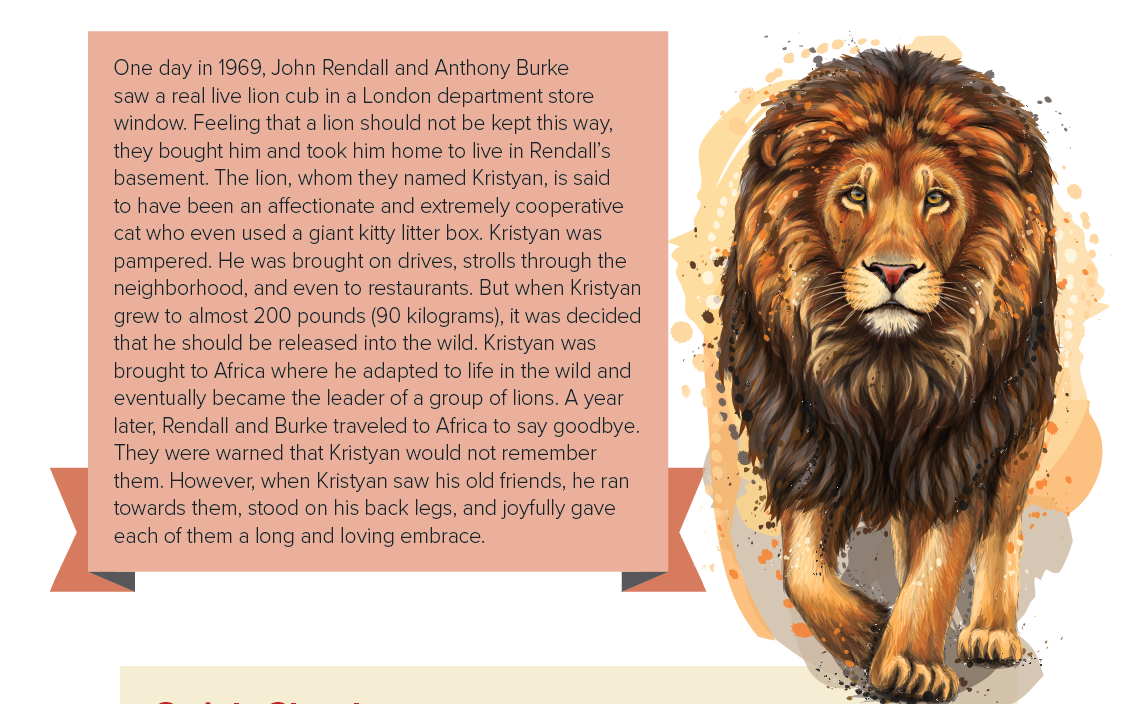 One day in 1969, John Rendall and Anthony Burke
saw a real live lion cub in a London department store
window. Feeling that a lion should not be kept this way,
they bought him and took him home to live in Rendall’s
basement. The lion, whom they named Kristyan, is said
to have been an affectionate and extremely cooperative
cat who even used a giant kitty litter box. Kristyan was
pampered. He was brought on drives, strolls through the
neighborhood, and even to restaurants. But when Kristyan
grew to almost 200 pounds (90 kilograms), it was decided
that he should be released into the wild. Kristyan was
brought to Africa where he adapted to life in the wild and
eventually became the leader of a group of lions. A year
later, Rendall and Burke traveled to Africa to say goodbye.
They were warned that Kristyan would not remember
them. However, when Kristyan saw his old friends, he ran
towards them, stood on his back legs, and joyfully gave
each of them a long and loving embrace.